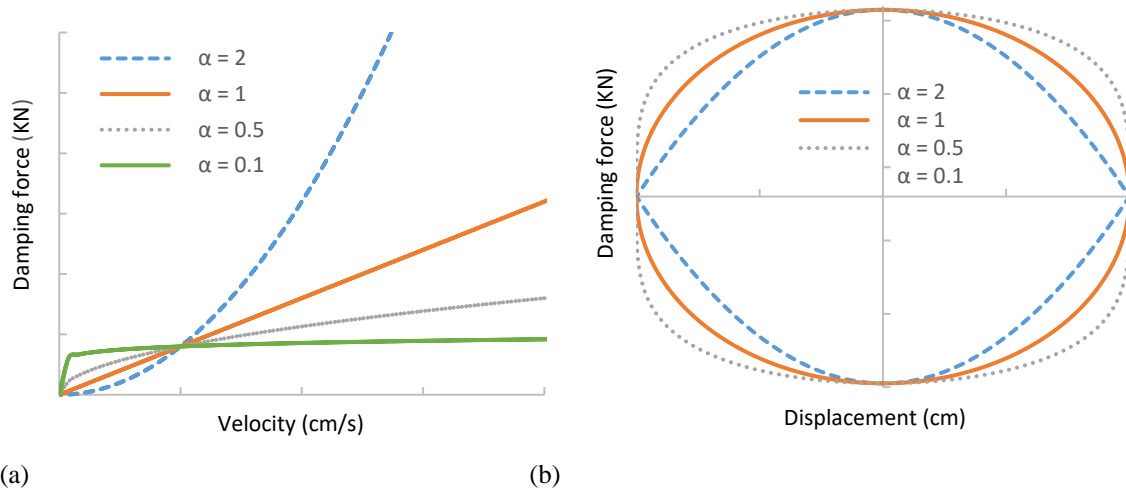 Damping force (KN)
α = 2
α = 1
α = 0.5
α = 0.1
Velocity (cm/s)
(a)
Damping force (KN)
α = 2
α = 1
α = 0.5
α = 0.1
Displacement (cm)
(b)